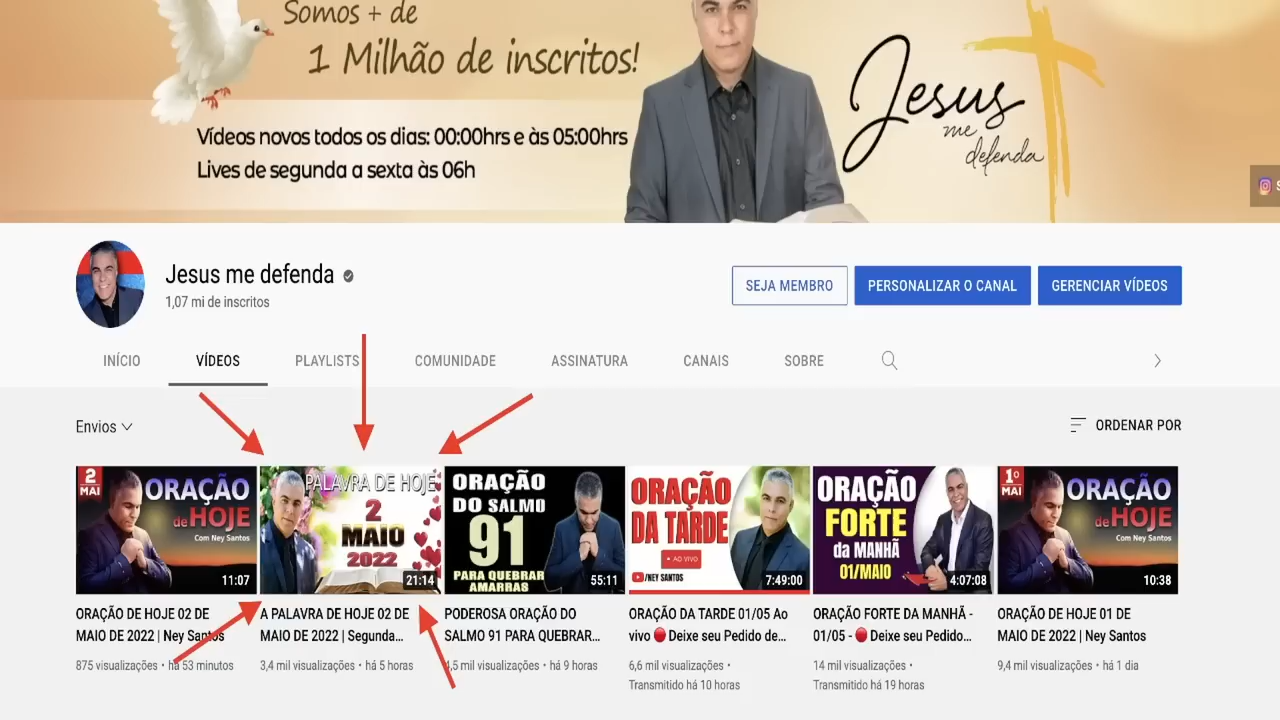 Somos + de
1 Milhão de inscritos!
Vídeos novos todos os dias: 00:00hrs e às 05:00hrs
Lives de segunda a sexta às 06h
Jesus
me
defenda
Jesus me defenda
1,07 mi de inscritos
SEJA MEMBRO
PERSONALIZAR O CANAL
GERENCIAR VÍDEOS
INÍCIO
VÍDEOS
PLAYLISTS
COMUNIDADE
ASSINATURA
CANAIS
SOBRE
Envios
ORDENAR POR
2
MAI
ORAÇÃO
de HOJE
Com Ney Santos
11:07
ORAÇÃO DE HOJE 02 DE
MAIO DE 2022 | Ney Santos
875 visualizações • há 53 minutos
PALAVRA DE HOJE
2
MAIO
2022
21:14
A PALAVRA DE HOJE 02 DE
MAIO DE 2022 | Segunda...
3,4 mil visualizações • há 5 horas
ORAÇÃO
DO SALMO
91
PARA QUEBRAR
AMARRAS
55:11
PODEROSA ORAÇÃO DO
SALMO 91 PARA QUEBRAR...
4,5 mil visualizações • há 9 horas
ORAÇÃO
DA TARDE
• AO VIVO
/NEY SANTOS
7:49:00
ORAÇÃO DA TARDE 01/05 Ao
vivo 🔴 Deixe seu Pedido de...
6,6 mil visualizações •
Transmitido há 10 horas
ORAÇÃO
FORTE
da MANHÃ
01/MAIO
4:07:08
ORAÇÃO FORTE DA MANHÃ -
01/05 - 🔴 Deixe seu Pedido...
14 mil visualizações •
Transmitido há 19 horas
1º
MAI
ORAÇÃO
de HOJE
Com Ney Santos
10:38
ORAÇÃO DE HOJE 01 DE
MAIO DE 2022 | Ney Santos
9,4 mil visualizações • há 1 dia